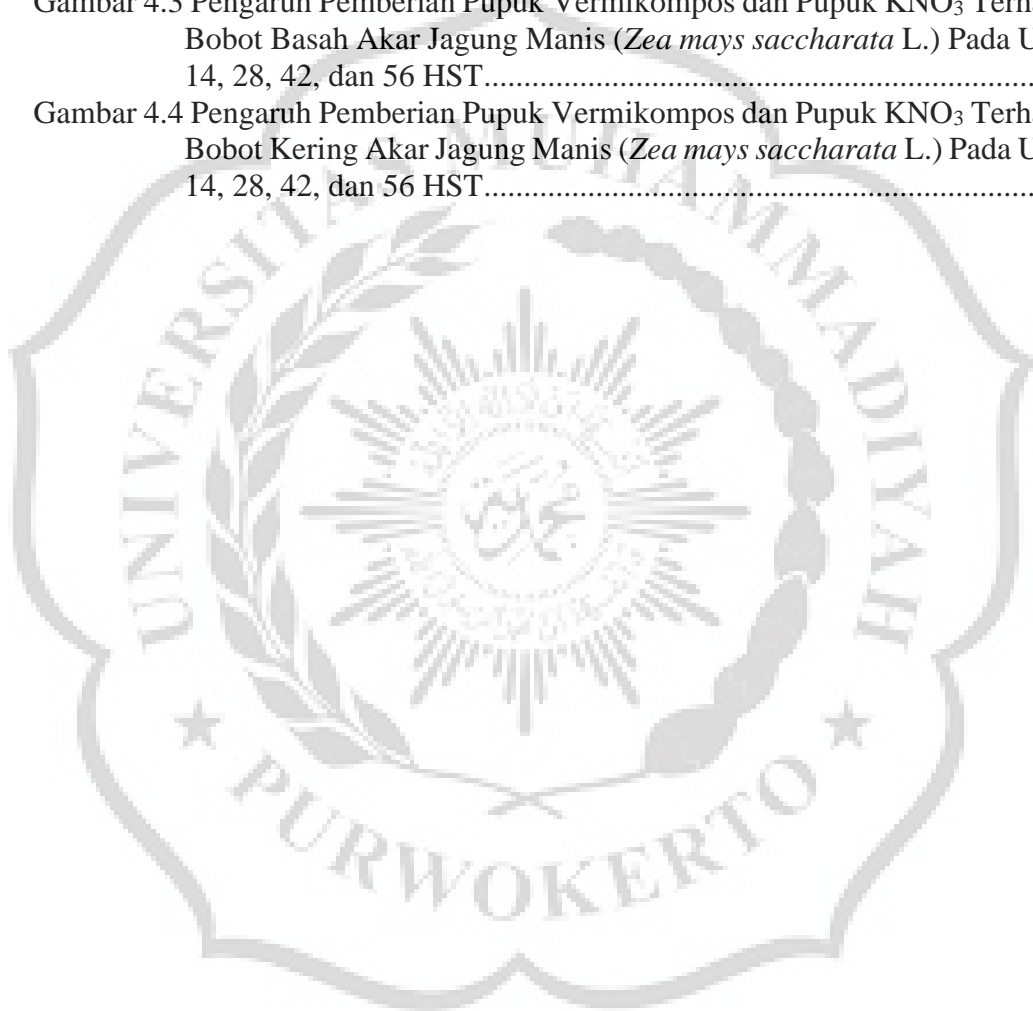 Gambar 4.3 Pengaruh Pemberian Pupuk Vermikompos dan Pupuk KNO₃ Terh
Bobot Basah Akar Jagung Manis (Zea mays saccharata L.) Pada U
14, 28, 42, dan 56 HST.....................................................................
Gambar 4.4 Pengaruh Pemberian Pupuk Vermikompos dan Pupuk KNO₃ Terh
Bobot Kering Akar Jagung Manis (Zea mays saccharata L.) Pada U
14, 28, 42, dan 56 HST.....................................................................
UNIVERSITAS MUHAMMADIYAH
PURWOKERTO